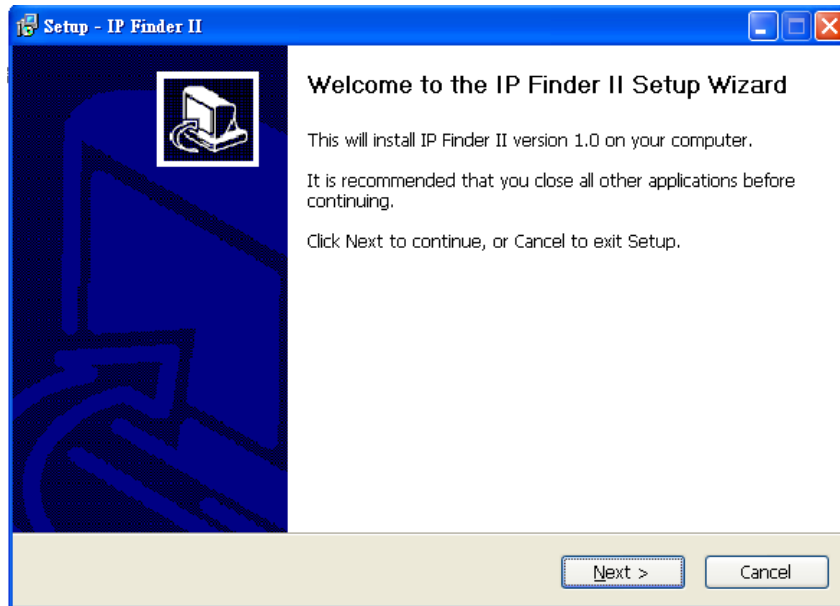 Setup - IP Finder II
Welcome to the IP Finder II Setup Wizard
This will install IP Finder II version 1.0 on your computer.
It is recommended that you close all other applications before
continuing.
Click Next to continue, or Cancel to exit Setup.
Next >
Cancel